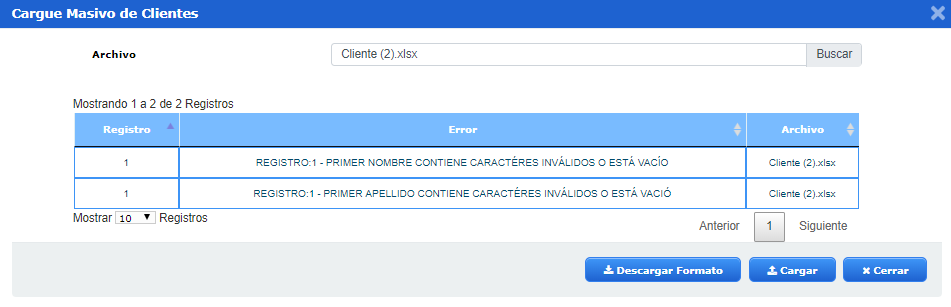 Cargue Masivo de Clientes
Archivo Cliente (2).xlsx Buscar
Mostrando 1 a 2 de 2 Registros
Registro Error Archivo
1 REGISTRO:1 - PRIMER NOMBRE CONTIENE CARACTÉRES INVÁLIDOS O ESTÁ VACÍO Cliente (2).xlsx
1 REGISTRO:1 - PRIMER APELLIDO CONTIENE CARACTÉRES INVÁLIDOS O ESTÁ VACIÓ Cliente (2).xlsx
Mostrar 10 Registros
Anterior 1 Siguiente
Descargar Formato Cargar Cerrar